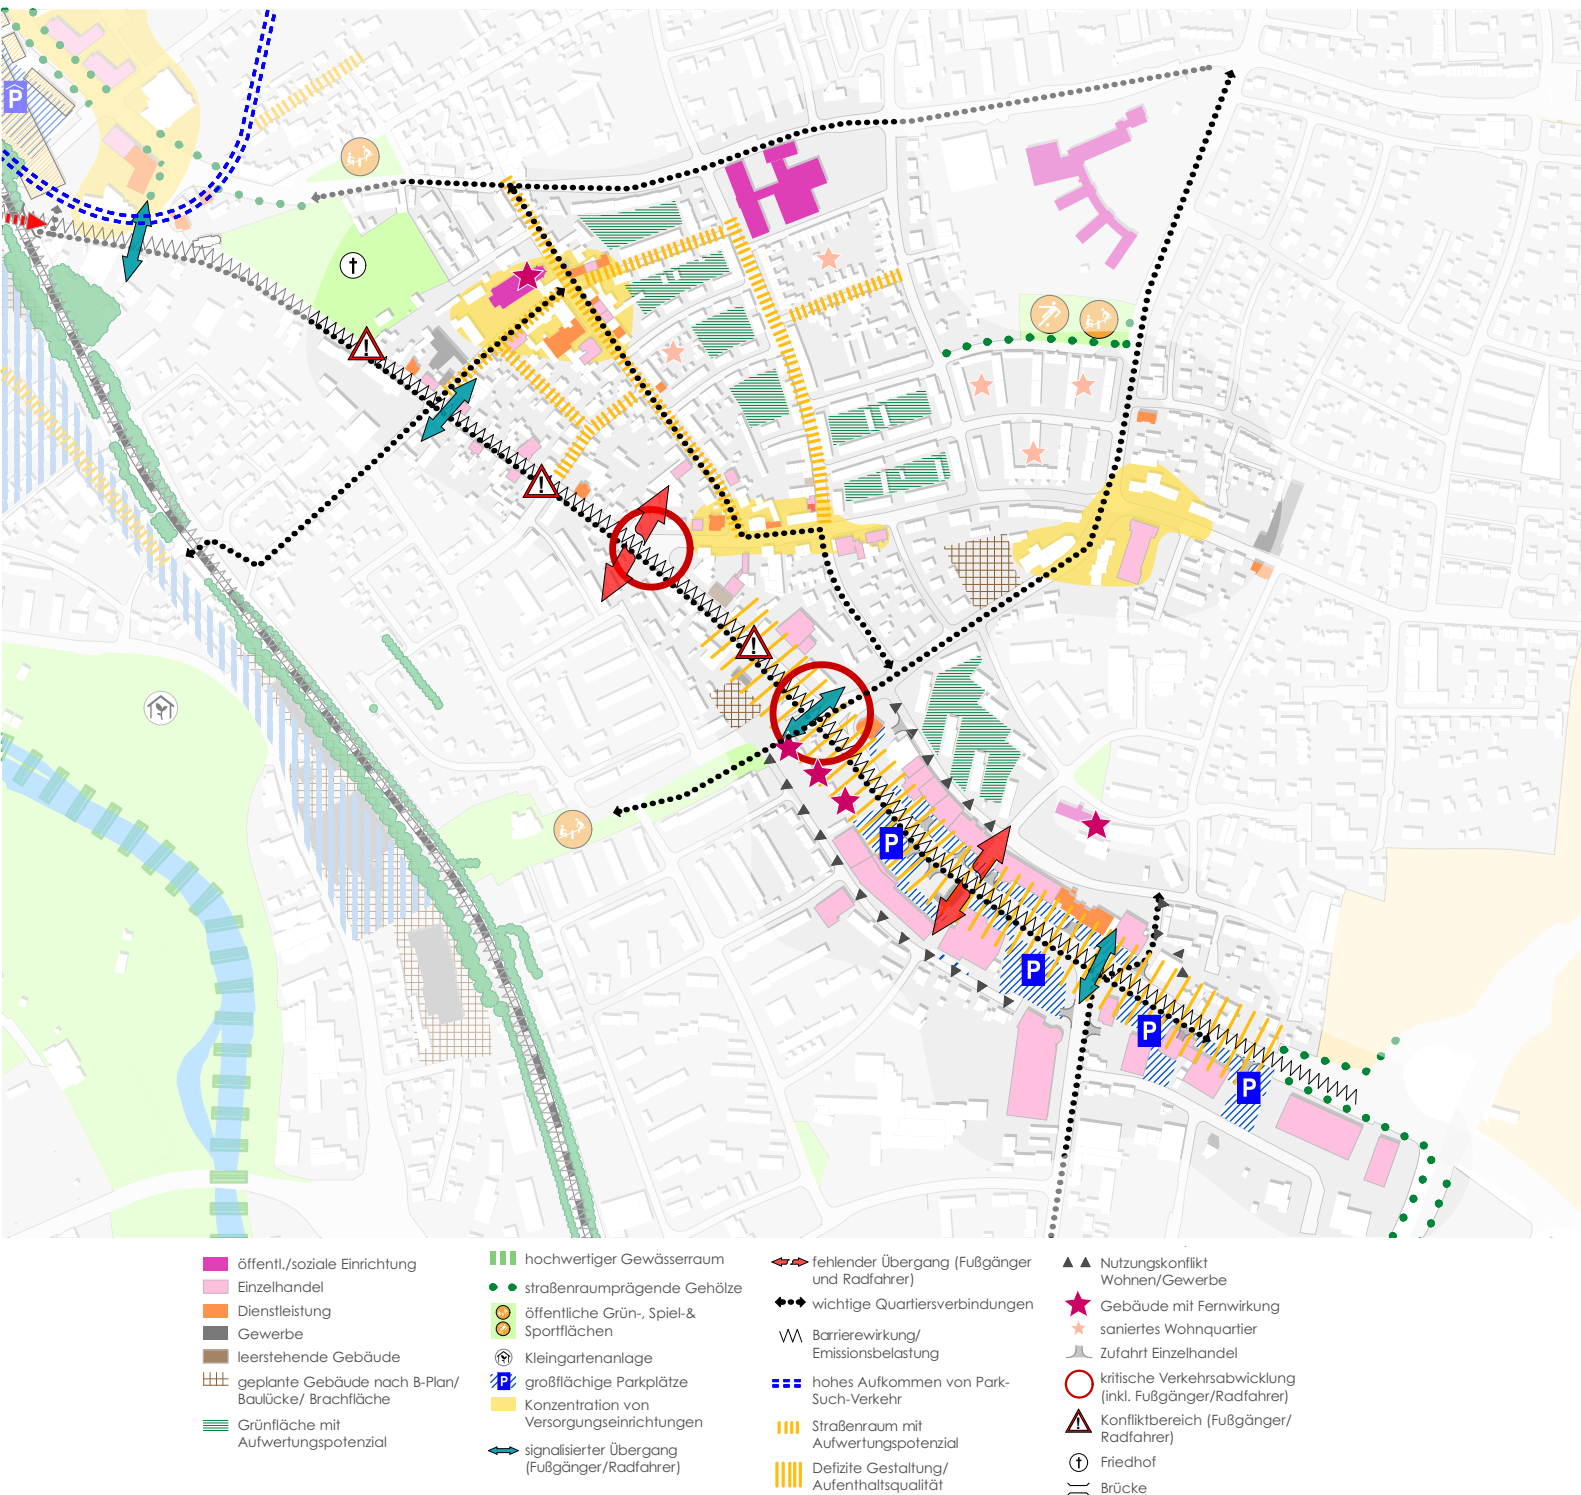 P
P
P
P
P
öffentl./soziale Einrichtung
Einzelhandel
Dienstleistung
Gewerbe
leerstehende Gebäude
geplante Gebäude nach B-Plan/
Baulücke/ Brachfläche
Grünfläche mit
Aufwertungspotenzial
hochwertiger Gewässerraum
straßenraumprägende Gehölze
öffentliche Grün-, Spiel-&
Sportflächen
Kleingartenanlage
P großflächige Parkplätze
Konzentration von
Versorgungseinrichtungen
signalisierter Übergang
(Fußgänger/Radfahrer)
fehlender Übergang (Fußgänger
und Radfahrer)
wichtige Quartiersverbindungen
Barrierewirkung/
Emissionsbelastung
hohes Aufkommen von Park-
Such-Verkehr
Straßenraum mit
Aufwertungspotenzial
Defizite Gestaltung/
Aufenthaltsqualität
Nutzungskonflikt
Wohnen/Gewerbe
Gebäude mit Fernwirkung
saniertes Wohnquartier
Zufahrt Einzelhandel
kritische Verkehrsabwicklung
(inkl. Fußgänger/Radfahrer)
Konfliktbereich (Fußgänger/
Radfahrer)
Friedhof
Brücke